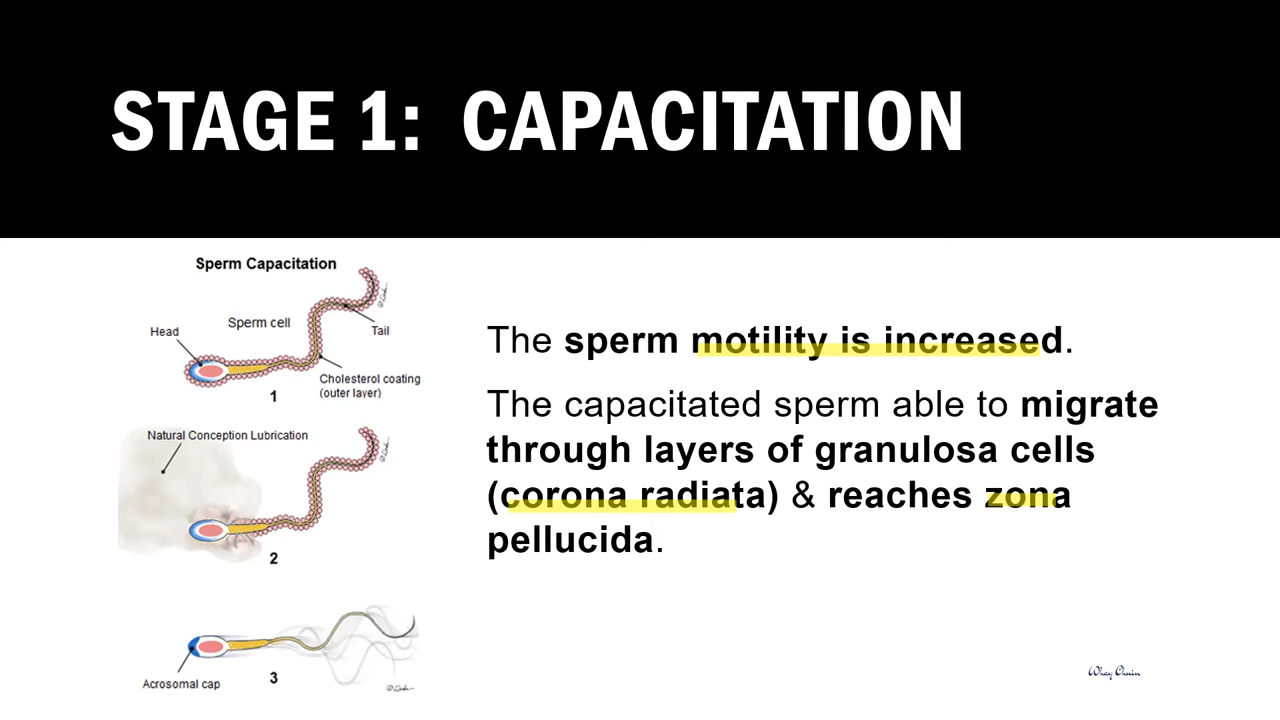 STAGE 1: CAPACITATION
Sperm Capacitation
Head
Sperm cell
Tail
Cholesterol coating
(outer layer)
1
Natural Conception Lubrication
2
Acrosomal cap
3
The sperm motility is increased.
The capacitated sperm able to migrate
through layers of granulosa cells
(corona radiata) & reaches zona
pellucida.
Whay Chuin